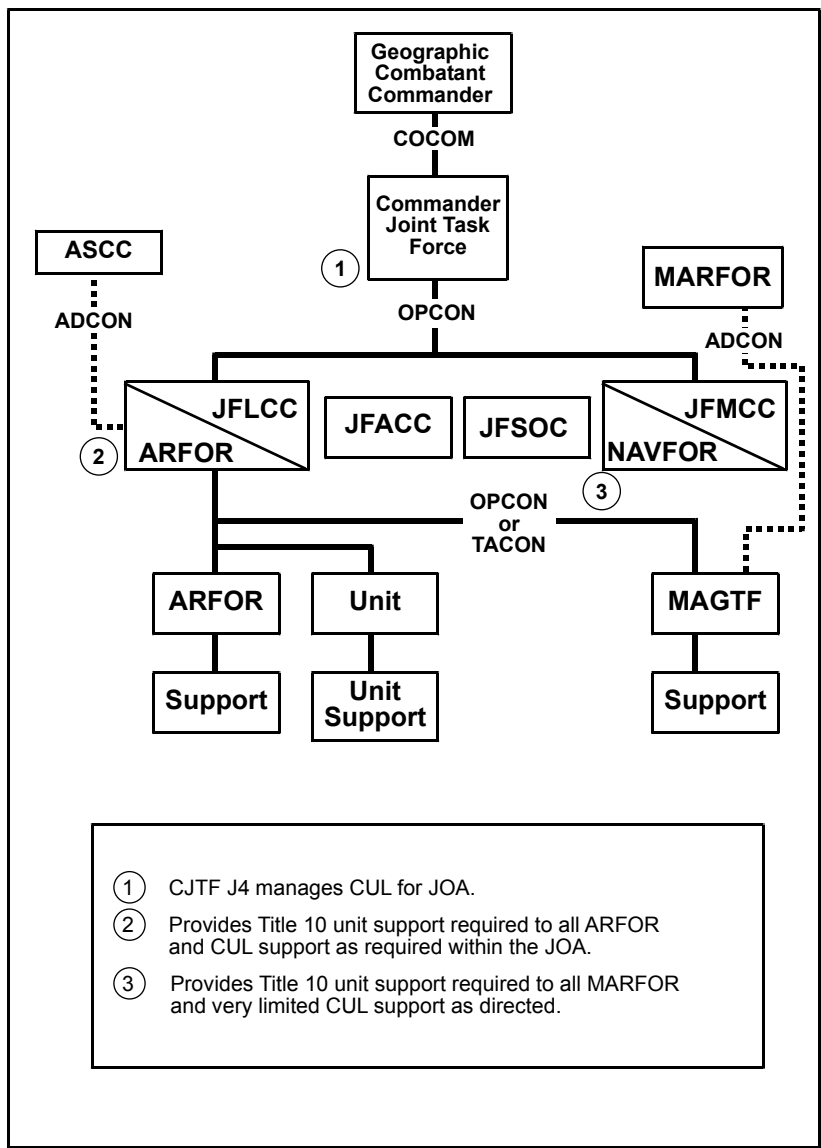 Geographic
Combatant
Commander
COCOM
Commander
Joint Task
Force
1
ASCC
ADCON
MARFOR
ADCON
OPCON
JFLCC
ARFOR
2
JFACC
JFSOC
JFMCC
NAVFOR
3
OPCON
or
TACON
ARFOR
Unit
MAGTF
Support
Unit
Support
Support
1 CJTF J4 manages CUL for JOA.
2 Provides Title 10 unit support required to all ARFOR
and CUL support as required within the JOA.
3 Provides Title 10 unit support required to all MARFOR
and very limited CUL support as directed.